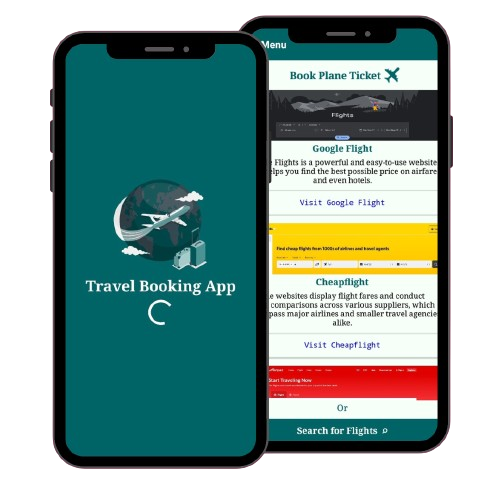 Travel Booking App
Menu
Book Plane Ticket
Flights
Google Flight
Flights is a powerful and easy-to-use website
elps you find the best possible price on airfare
and even hotels.
Visit Google Flight
Find cheap flights from 1000s of airlines and travel agents
Cheapflight
websites display flight fares and conduct
comparisons across various suppliers, which
pass major airlines and smaller travel agencies
alike.
Visit Cheapflight
Start Traveling Now
Or
Search for Flights